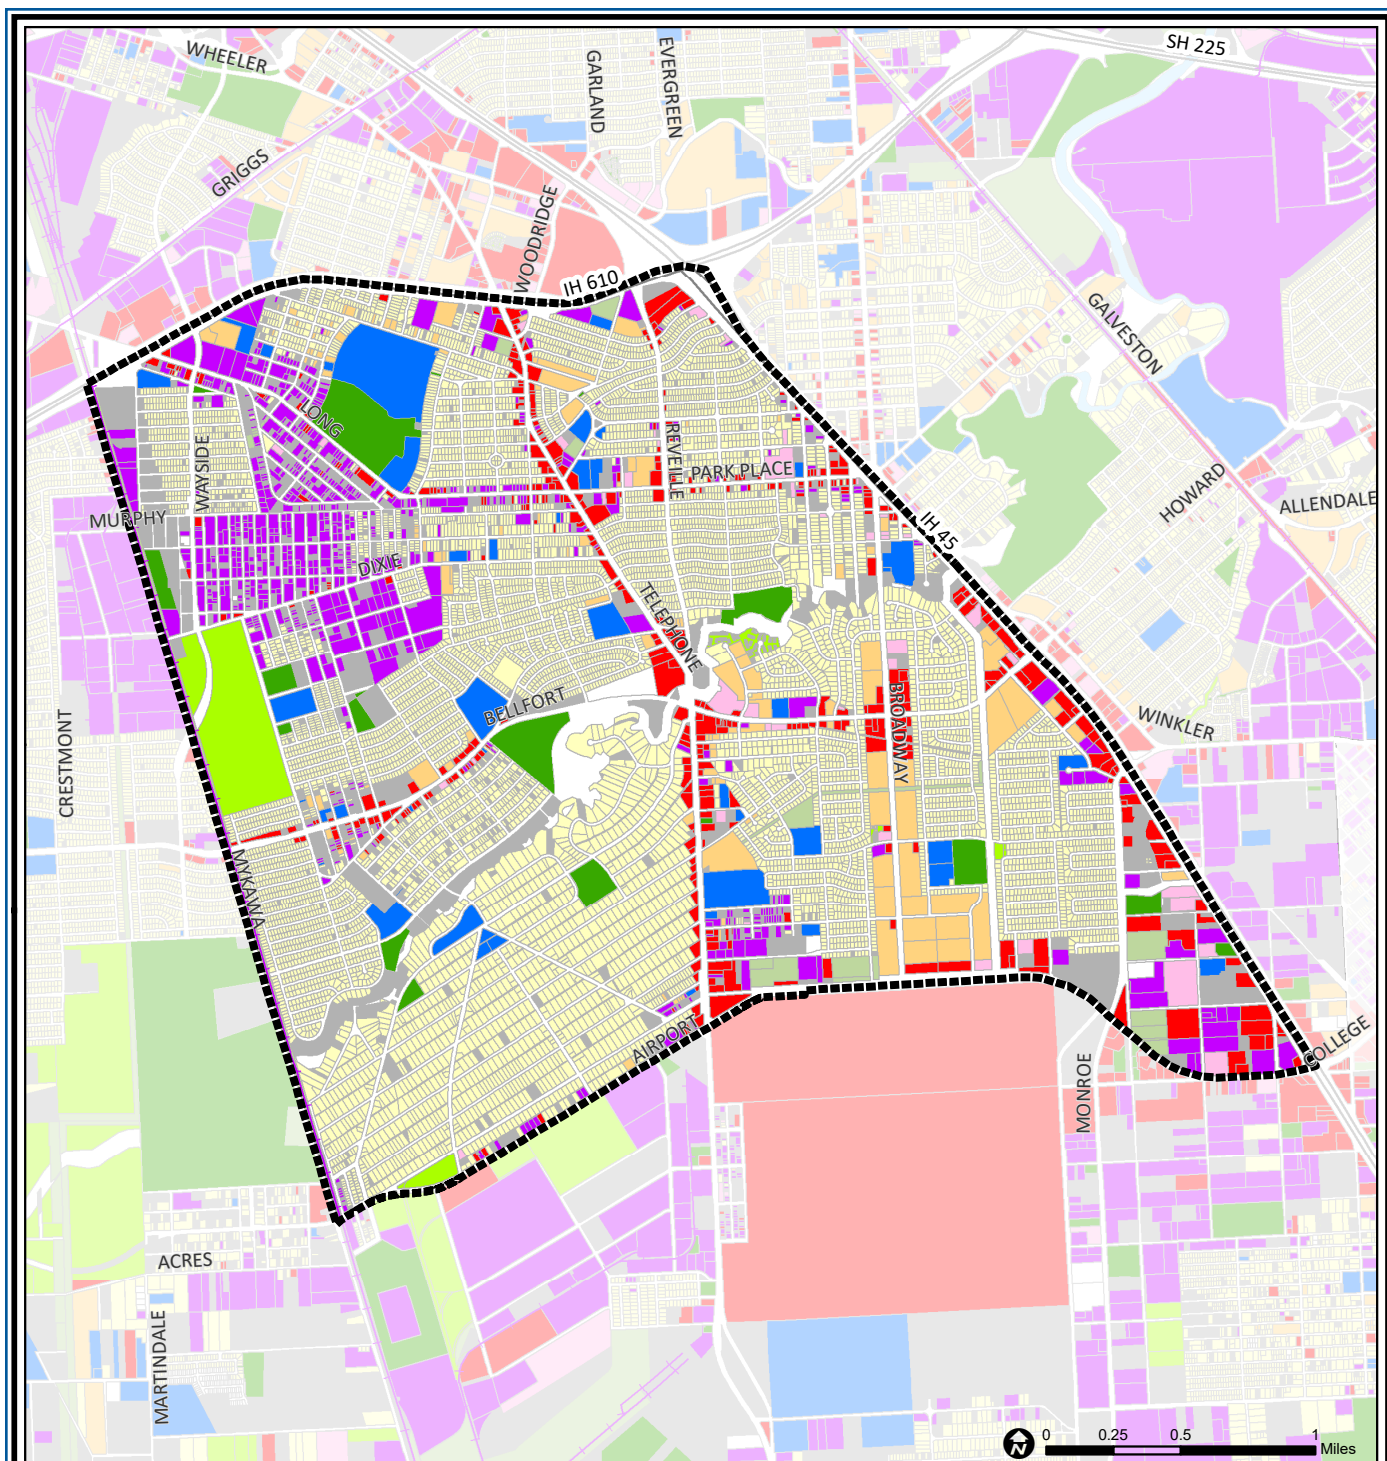 WHEELER
GARLAND
EVERGREEN
SH 225
GRIGGS
WOODRIDGE
IH 610
GALVESTON
LONG
WAYSIDE
REVEILLE
PARK PLACE
HOWARD
ALLENDALE
MURPHY
IH 45
DIXIE
TELEPHONE
BELLFORT
BROADWAY
WINKLER
CRESTMONT
MYKAWA
AIRPORT
COLLEGE
MONROE
ACRES
MARTINDALE
N
0 0.25 0.5 1
Miles